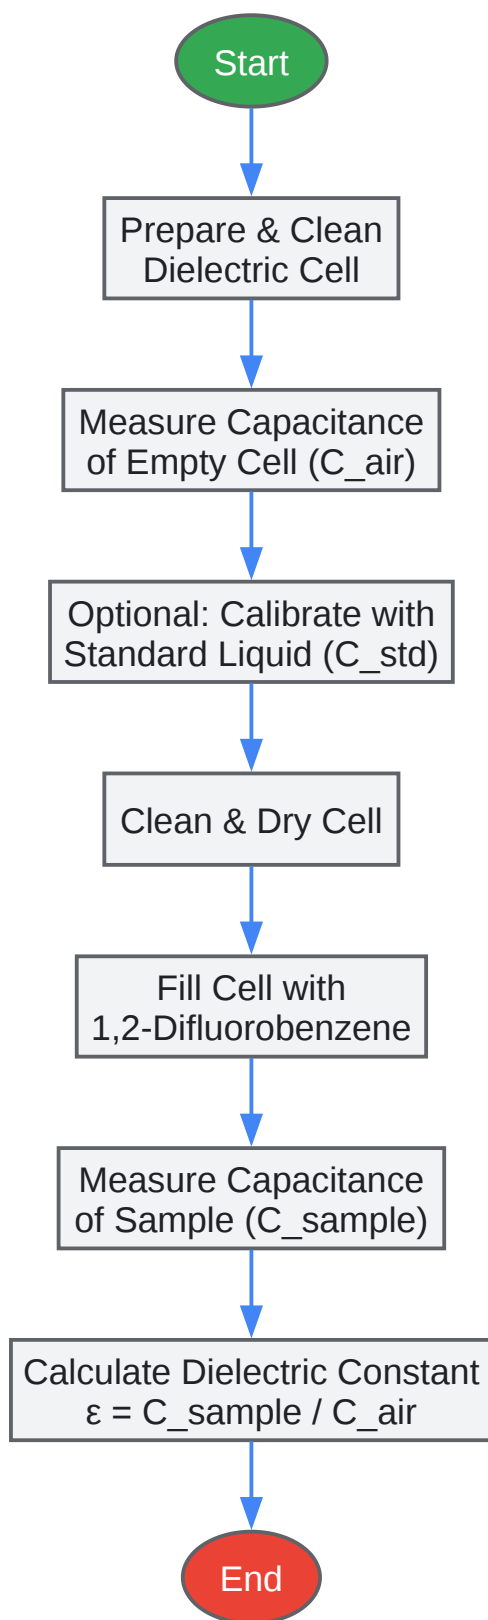 Start
Prepare & Clean
Dielectric Cell
Measure Capacitance
of Empty Cell (C_air)
Optional: Calibrate with
Standard Liquid (C_std)
Clean & Dry Cell
Fill Cell with
1,2-Difluorobenzene
Measure Capacitance
of Sample (C_sample)
Calculate Dielectric Constant
ε = C_sample / C_air
End